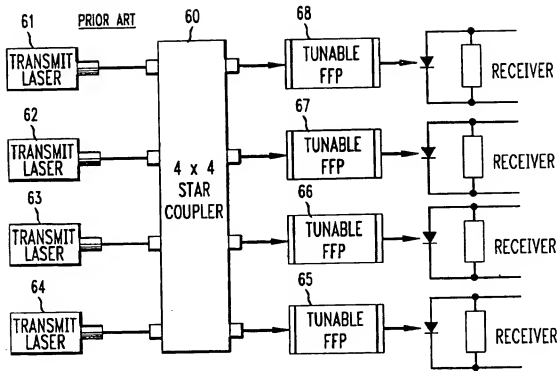 PRIOR ART
61
TRANSMIT
LASER
62
TRANSMIT
LASER
63
TRANSMIT
LASER
64
TRANSMIT
LASER
60
4 x 4
STAR
COUPLER
68
TUNABLE
FFP
RECEIVER
67
TUNABLE
FFP
RECEIVER
66
TUNABLE
FFP
RECEIVER
65
TUNABLE
FFP
RECEIVER